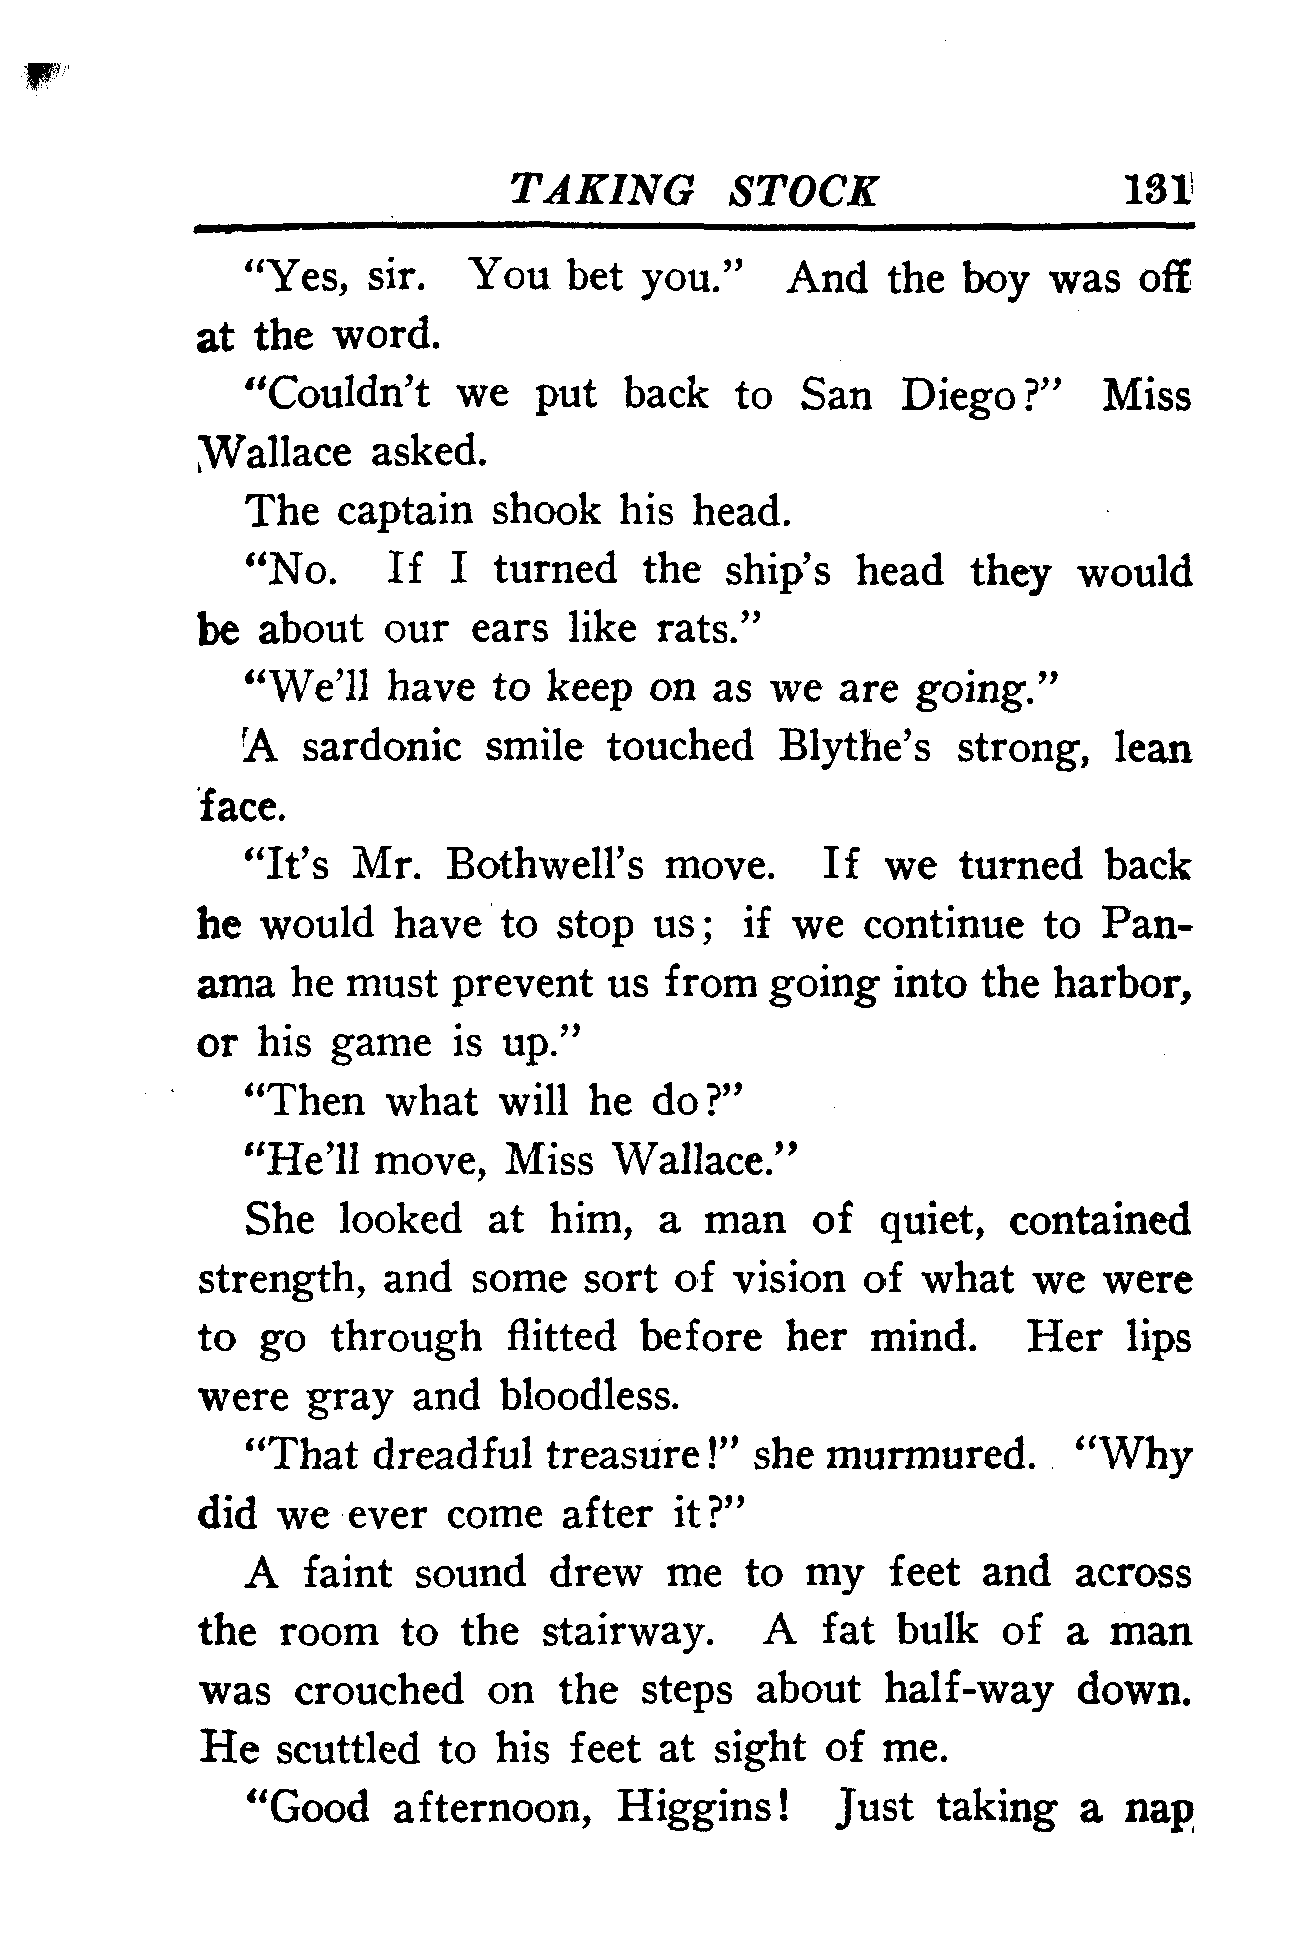 TAKING STOCK 131
"Yes, sir. You bet you." And the boy was off
at the word.
"Couldn't we put back to San Diego?" Miss
Wallace asked.
The captain shook his head.
"No. If I turned the ship's head they would
be about our ears like rats."
"We'll have to keep on as we are going."
A sardonic smile touched Blythe's strong, lean
face.
"It's Mr. Bothwell's move. If we turned back
he would have to stop us; if we continue to Pan-
ama he must prevent us from going into the harbor,
or his game is up."
"Then what will he do?"
"He'll move, Miss Wallace."
She looked at him, a man of quiet, contained
strength, and some sort of vision of what we were
to go through flitted before her mind. Her lips
were gray and bloodless.
"That dreadful treasure!" she murmured. "Why
did we ever come after it?"
A faint sound drew me to my feet and across
the room to the stairway. A fat bulk of a man
was crouched on the steps about half-way down.
He scuttled to his feet at sight of me.
"Good afternoon, Higgins! Just taking a nap